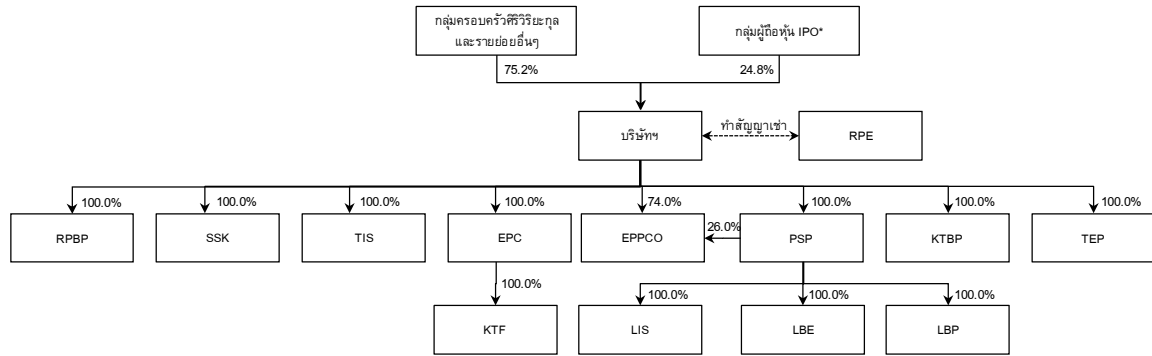 กลุ่มครอบครัวศิริวิริยะกุล
และรายย่อยอื่นๆ
กลุ่มผู้ถือหุ้น IPO*
75.2%
24.8%
บริษัทฯ
ทำสัญญาเช่า
RPE
100.0%
100.0%
100.0%
100.0%
74.0%
100.0%
100.0%
100.0%
RPBP
SSK
TIS
EPC
EPPCO
26.0%
PSP
KTBP
TEP
100.0%
100.0%
100.0%
100.0%
KTF
LIS
LBE
LBP